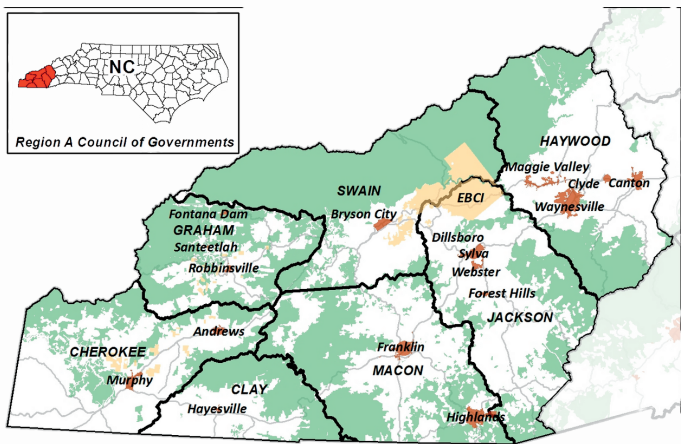 NC
Region A Council of Governments
HAYWOOD
Maggie Valley
Clyde
Canton
Waynesville
SWAIN
EBCI
Bryson City
Fontana Dam
GRAHAM
Santeetlah
Robbinsville
Dillsboro
Sylva
Webster
Forest Hills
JACKSON
Andrews
CHEROKEE
Murphy
Franklin
MACON
CLAY
Hayesville
Highlands